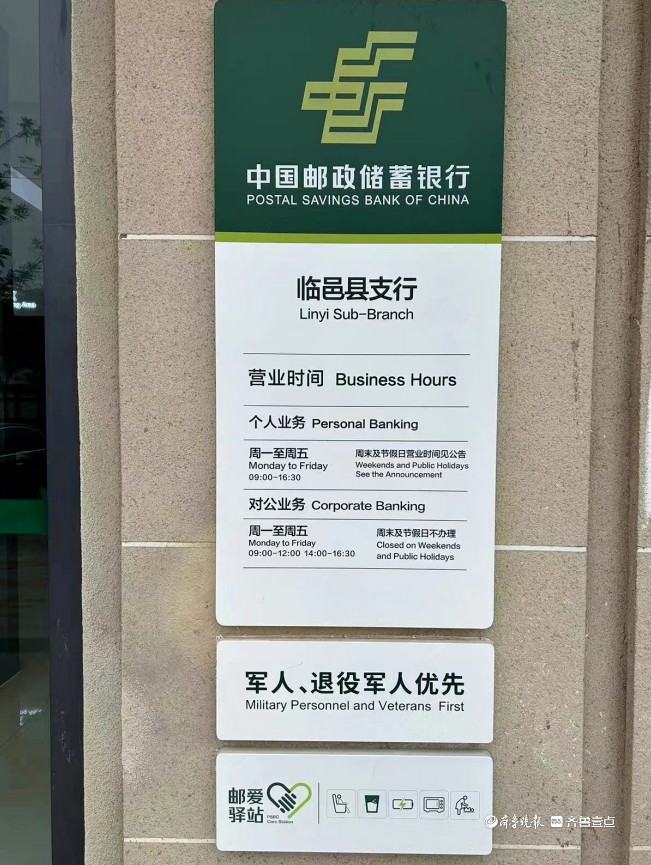 中国邮政储蓄银行
POSTAL SAVINGS BANK OF CHINA
临邑县支行
Linyi Sub-Branch
营业时间 Business Hours
个人业务 Personal Banking
周一至周五
Monday to Friday
09:00-16:30
周末及节假日营业时间见公告
Weekends and Public Holidays
See the Announcement
对公业务 Corporate Banking
周一至周五
Monday to Friday
09:00-12:00 14:00-16:30
周末及节假日不办理
Closed on Weekends
and Public Holidays
军人、退役军人优先
Military Personnel and Veterans First
邮爱
驿站
PSBC
Care Station
齐鲁晚报 齐鲁壹点